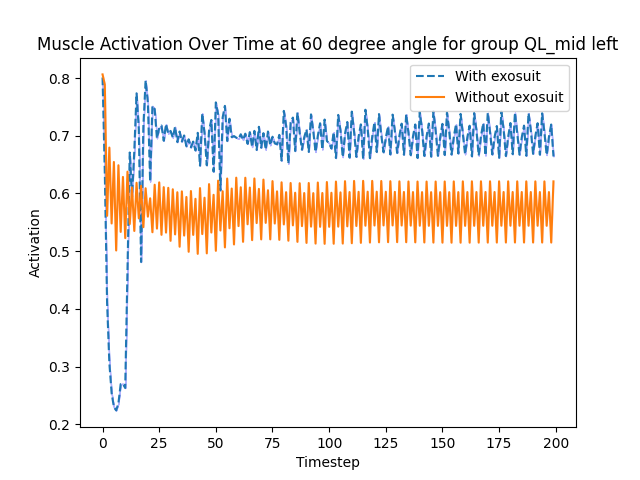 Muscle Activation Over Time at 60 degree angle for group QL_mid left
With exosuit
Without exosuit
Activation
0.8
0.7
0.6
0.5
0.4
0.3
0.2
0 25 50 75 100 125 150 175 200
Timestep